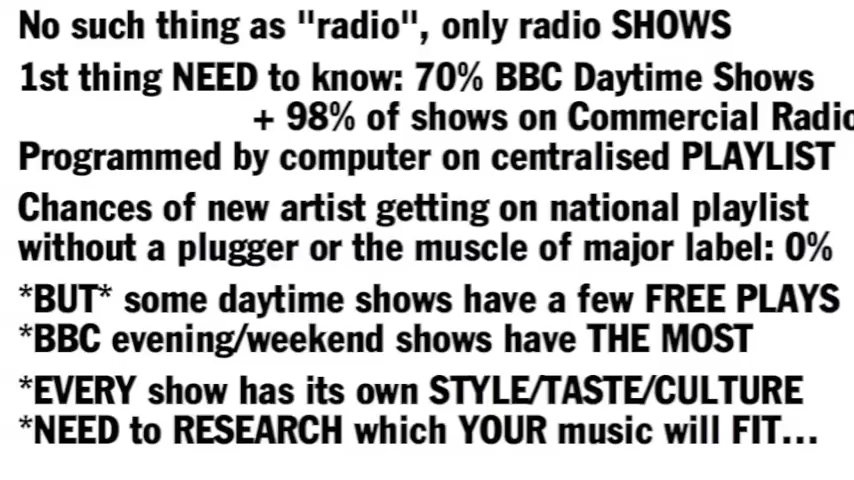 No such thing as "radio", only radio SHOWS
1st thing NEED to know: 70% BBC Daytime Shows
+ 98% of shows on Commercial Radio
Programmed by computer on centralised PLAYLIST
Chances of new artist getting on national playlist
without a plugger or the muscle of major label: 0%
*BUT* some daytime shows have a few FREE PLAYS
*BBC evening/weekend shows have THE MOST
*EVERY show has its own STYLE/TASTE/CULTURE
*NEED to RESEARCH which YOUR music will FIT...